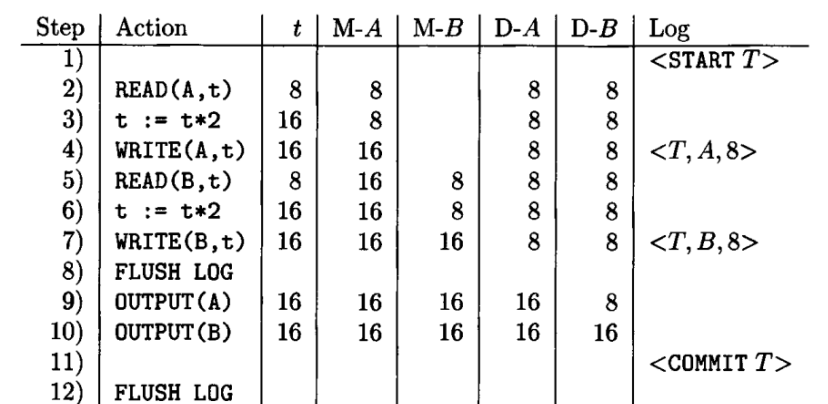 Step Action t M-A M-B D-A D-B Log
1) <START T>
2) READ(A,t) 8 8 8 8
3) t := t*2 16 8 8 8
4) WRITE(A,t) 16 16 8 8 <T, A, 8>
5) READ(B,t) 8 16 8 8 8
6) t := t*2 16 16 8 8 8
7) WRITE(B,t) 16 16 16 8 8 <T, B, 8>
8) FLUSH LOG
9) OUTPUT(A) 16 16 16 16 8
10) OUTPUT(B) 16 16 16 16 16
11) <COMMIT T>
12) FLUSH LOG